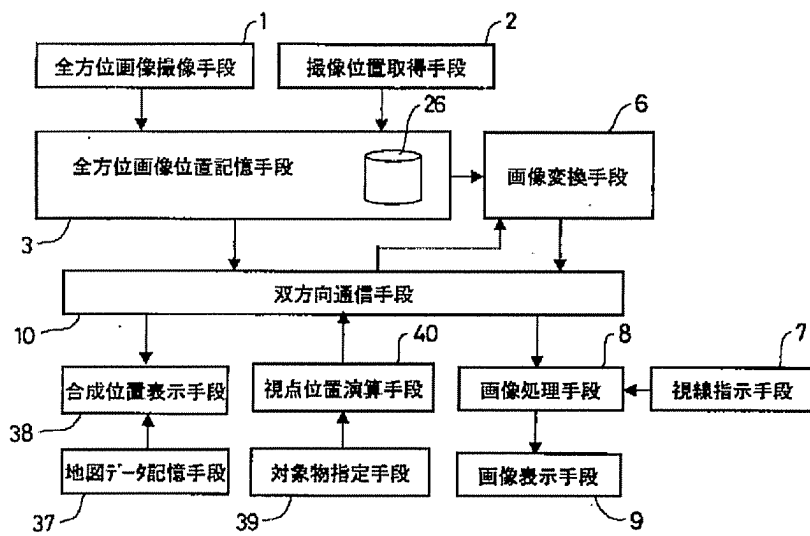 1
2
全方位画像撮像手段
撮像位置取得手段
26
6
全方位画像位置記憶手段
画像変換手段
3
双方向通信手段
10
40
8
7
合成位置表示手段
視点位置演算手段
画像処理手段
視線指示手段
38
地図データ記憶手段
対象物指定手段
画像表示手段
37
39
9